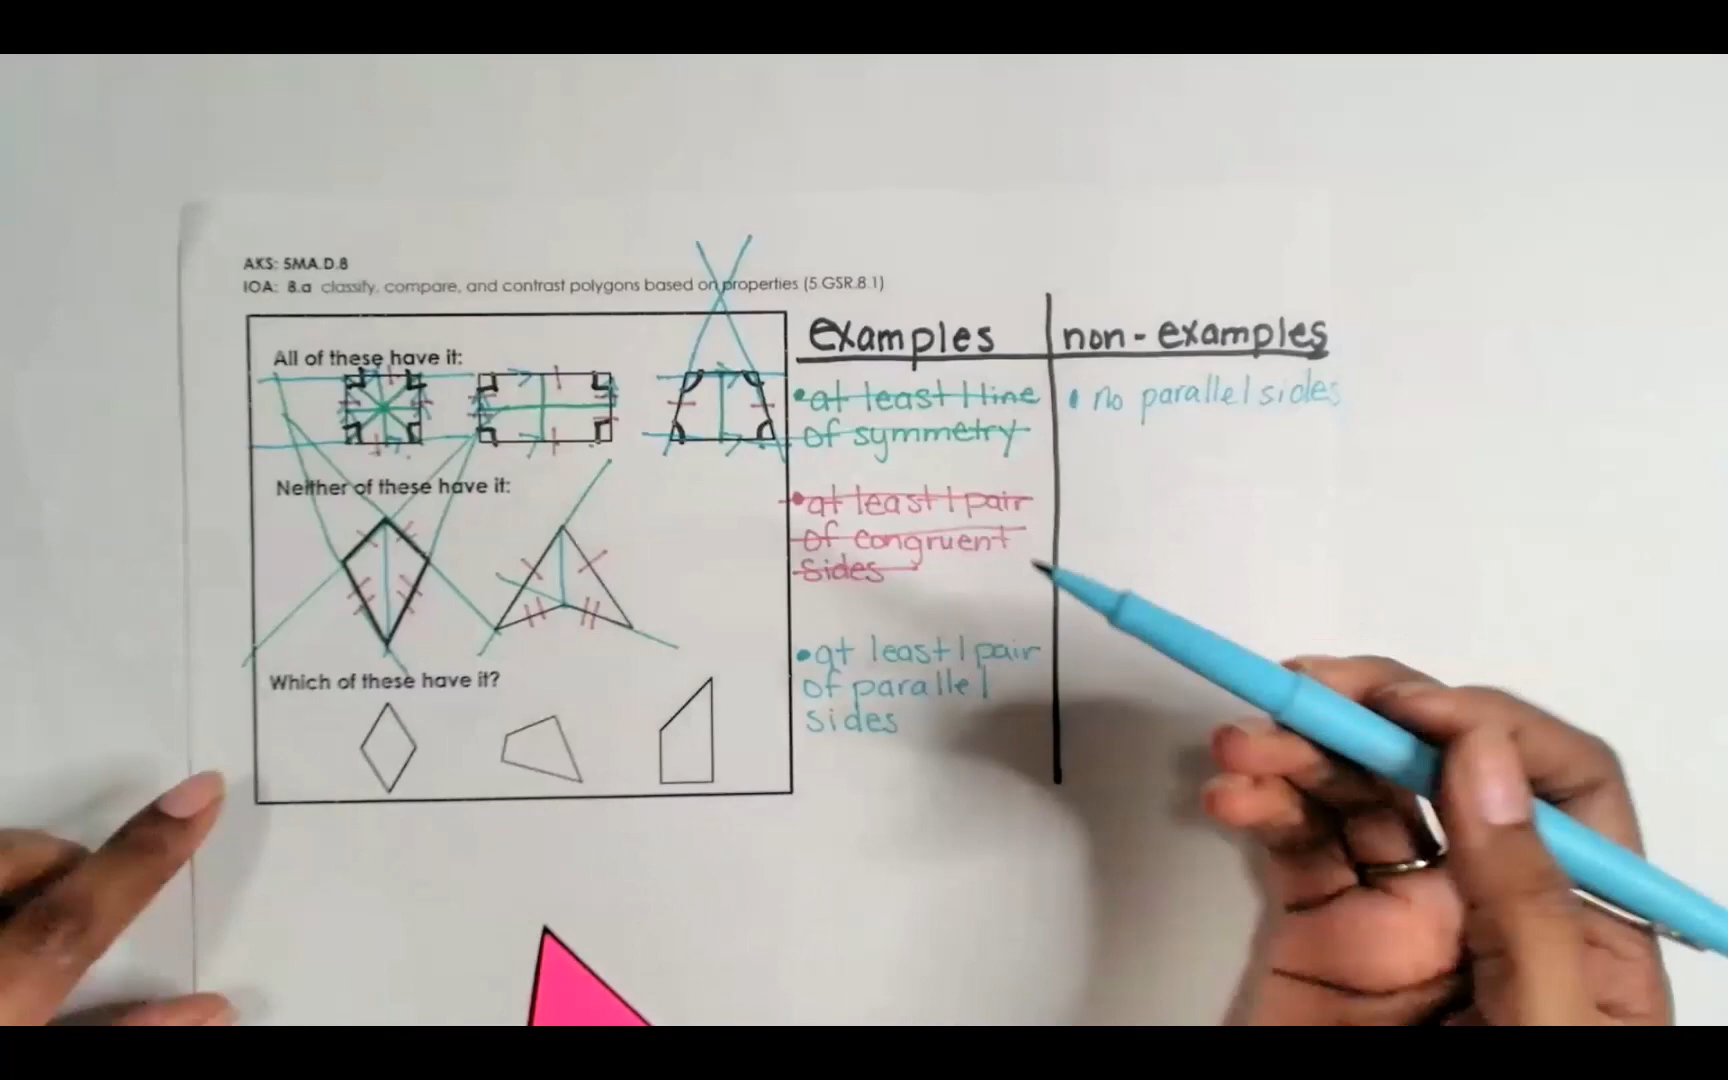 AKS: 5MA.D.8
IOA: 8.a classify, compare, and contrast polygons based on properties (5.GSR.8.1)
All of these have it:
Neither of these have it:
Which of these have it?
examples
• at least 1 line
of symmetry
• at least 1 pair
of congruent
sides
• at least 1 pair
of parallel
sides
non-examples
• no parallel sides